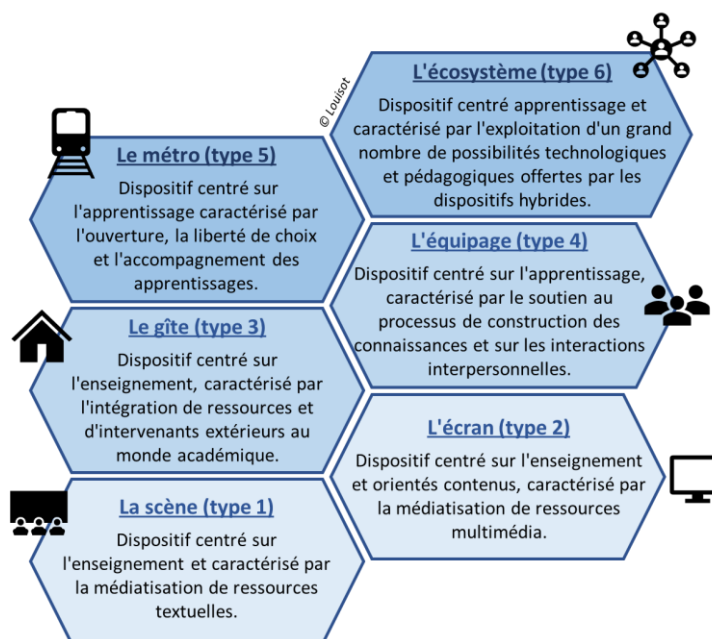 L'écosystème (type 6)
Dispositif centré apprentissage et
caractérisé par l'exploitation d'un grand
nombre de possibilités technologiques
et pédagogiques offertes par les
dispositifs hybrides.
© Louisot
Le métro (type 5)
Dispositif centré sur
l'apprentissage caractérisé par
l'ouverture, la liberté de choix
et l'accompagnement des
apprentissages.
L'équipage (type 4)
Dispositif centré sur l'apprentissage,
caractérisé par le soutien au
processus de construction des
connaissances et sur les interactions
interpersonnelles.
Le gîte (type 3)
Dispositif centré sur
l'enseignement, caractérisé par
l'intégration de ressources et
d'intervenants extérieurs au
monde académique.
L'écran (type 2)
Dispositif centré sur l'enseignement
et orientés contenus, caractérisé par
la médiatisation de ressources
multimédia.
La scène (type 1)
Dispositif centré sur
l'enseignement et caractérisé par
la médiatisation de ressources
textuelles.